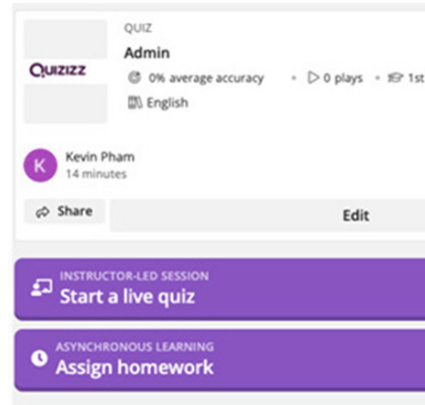 QUIZ
Quizizz
Admin
0% average accuracy • 0 plays • 1st
English
K
Kevin Pham
14 minutes
Share
Edit
INSTRUCTOR-LED SESSION
Start a live quiz
ASYNCHRONOUS LEARNING
Assign homework